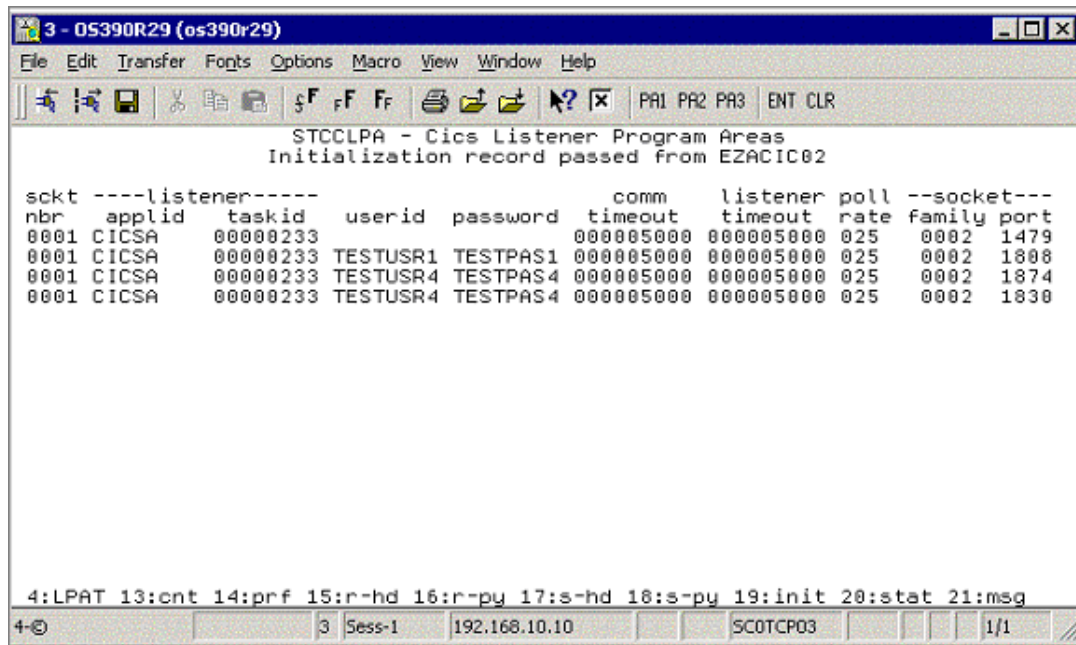 3 - OS390R29 (os390r29)
File Edit Transfer Fonts Options Macro View Window Help
PA1 PA2 PA3 ENT CLR
STCCLPA - Cics Listener Program Areas
Initialization record passed from EZACIC02
sckt ----listener----- comm listener poll --socket---
nbr applid taskid userid password timeout timeout rate family port
0001 CICSA 00000233 000005000 000005000 025 0002 1479
0001 CICSA 00000233 TESTUSR1 TESTPAS1 000005000 000005000 025 0002 1808
0001 CICSA 00000233 TESTUSR4 TESTPAS4 000005000 000005000 025 0002 1874
0001 CICSA 00000233 TESTUSR4 TESTPAS4 000005000 000005000 025 0002 1830
4:LPAT 13:cnt 14:prf 15:r-hd 16:r-py 17:s-hd 18:s-py 19:init 20:stat 21:msg
4-© 3 Sess-1 192.168.10.10 SC0TCP03 1/1